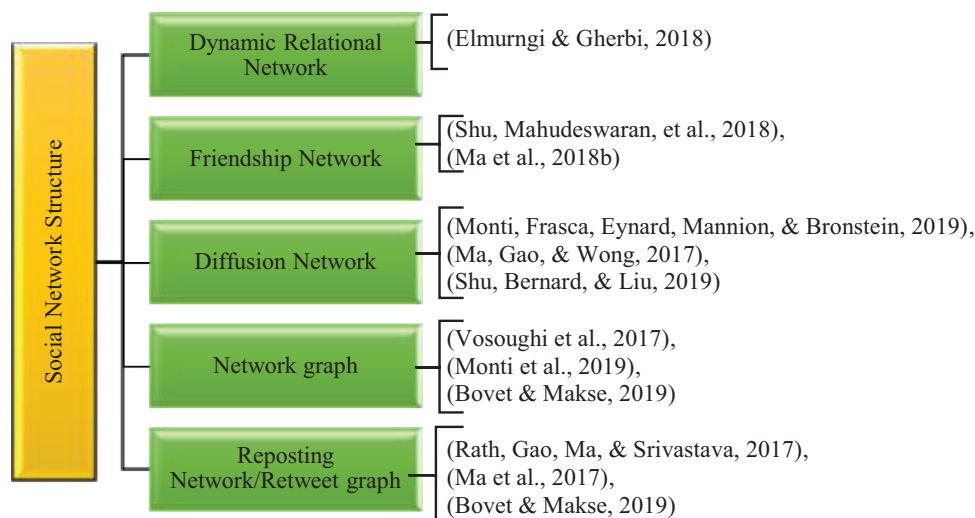 Social Network Structure
Dynamic Relational
Network
(Elmurngi & Gherbi, 2018)
Friendship Network
(Shu, Mahudeswaran, et al., 2018),
(Ma et al., 2018b)
Diffusion Network
(Monti, Frasca, Eynard, Mannion, & Bronstein, 2019),
(Ma, Gao, & Wong, 2017),
(Shu, Bernard, & Liu, 2019)
Network graph
(Vosoughi et al., 2017),
(Monti et al., 2019),
(Bovet & Makse, 2019)
Reposting
Network/Retweet graph
(Rath, Gao, Ma, & Srivastava, 2017),
(Ma et al., 2017),
(Bovet & Makse, 2019)